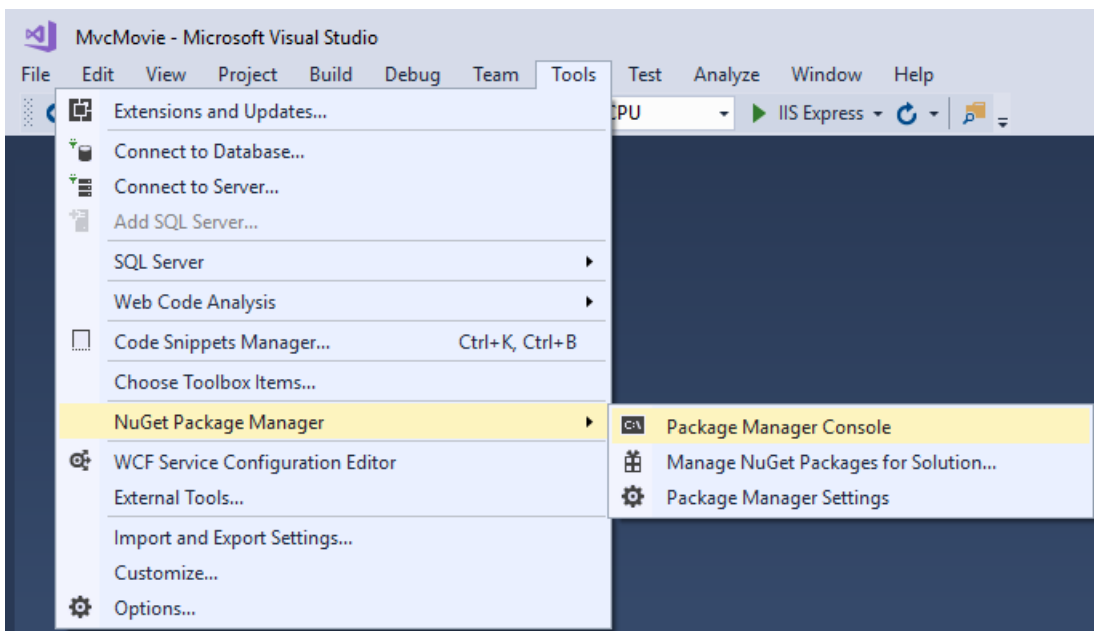 MvcMovie - Microsoft Visual Studio
File Edit View Project Build Debug Team Tools Test Analyze Window Help
Extensions and Updates...
IIS Express
Connect to Database...
Connect to Server...
Add SQL Server...
SQL Server
Web Code Analysis
Code Snippets Manager... Ctrl+K, Ctrl+B
Choose Toolbox Items...
NuGet Package Manager
Package Manager Console
WCF Service Configuration Editor
Manage NuGet Packages for Solution...
External Tools...
Package Manager Settings
Import and Export Settings...
Customize...
Options...